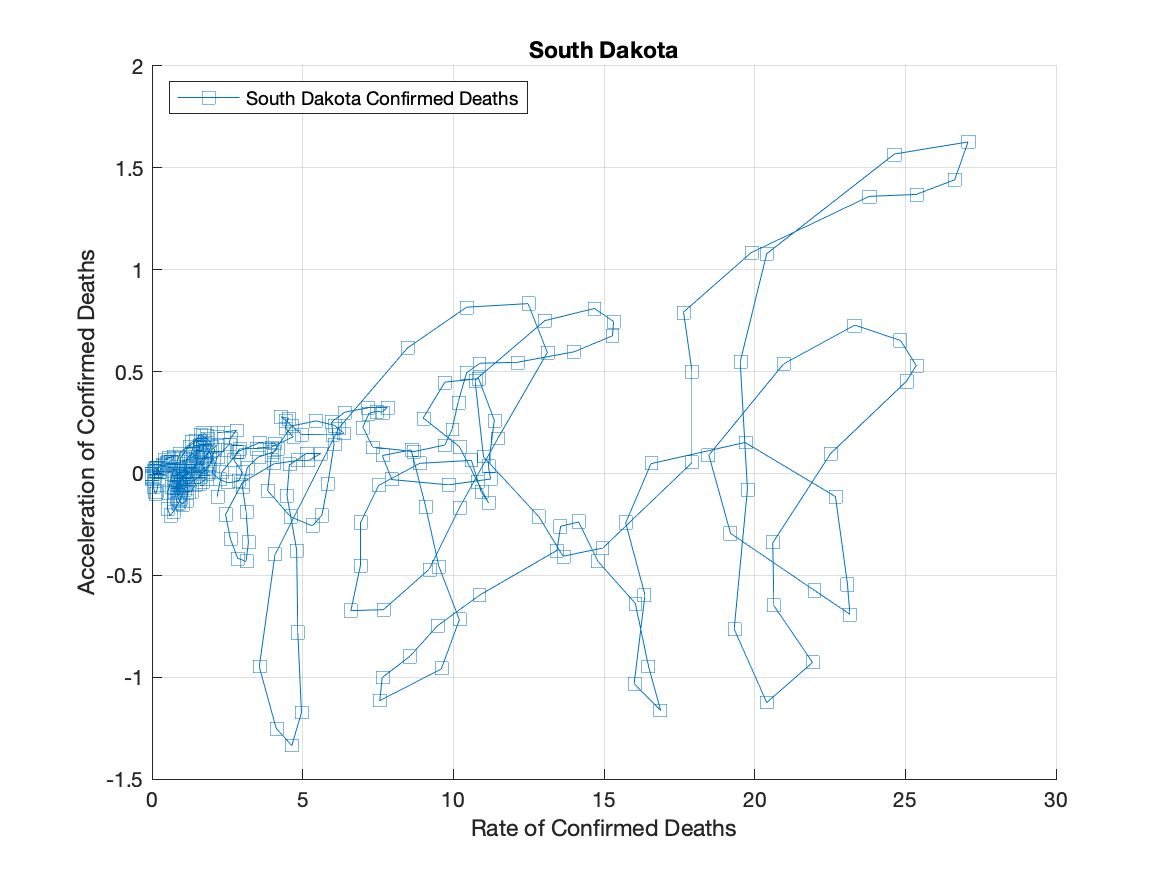 South Dakota
South Dakota Confirmed Deaths
2
1.5
1
0.5
0
-0.5
-1
-1.5
Acceleration of Confirmed Deaths
0 5 10 15 20 25 30
Rate of Confirmed Deaths